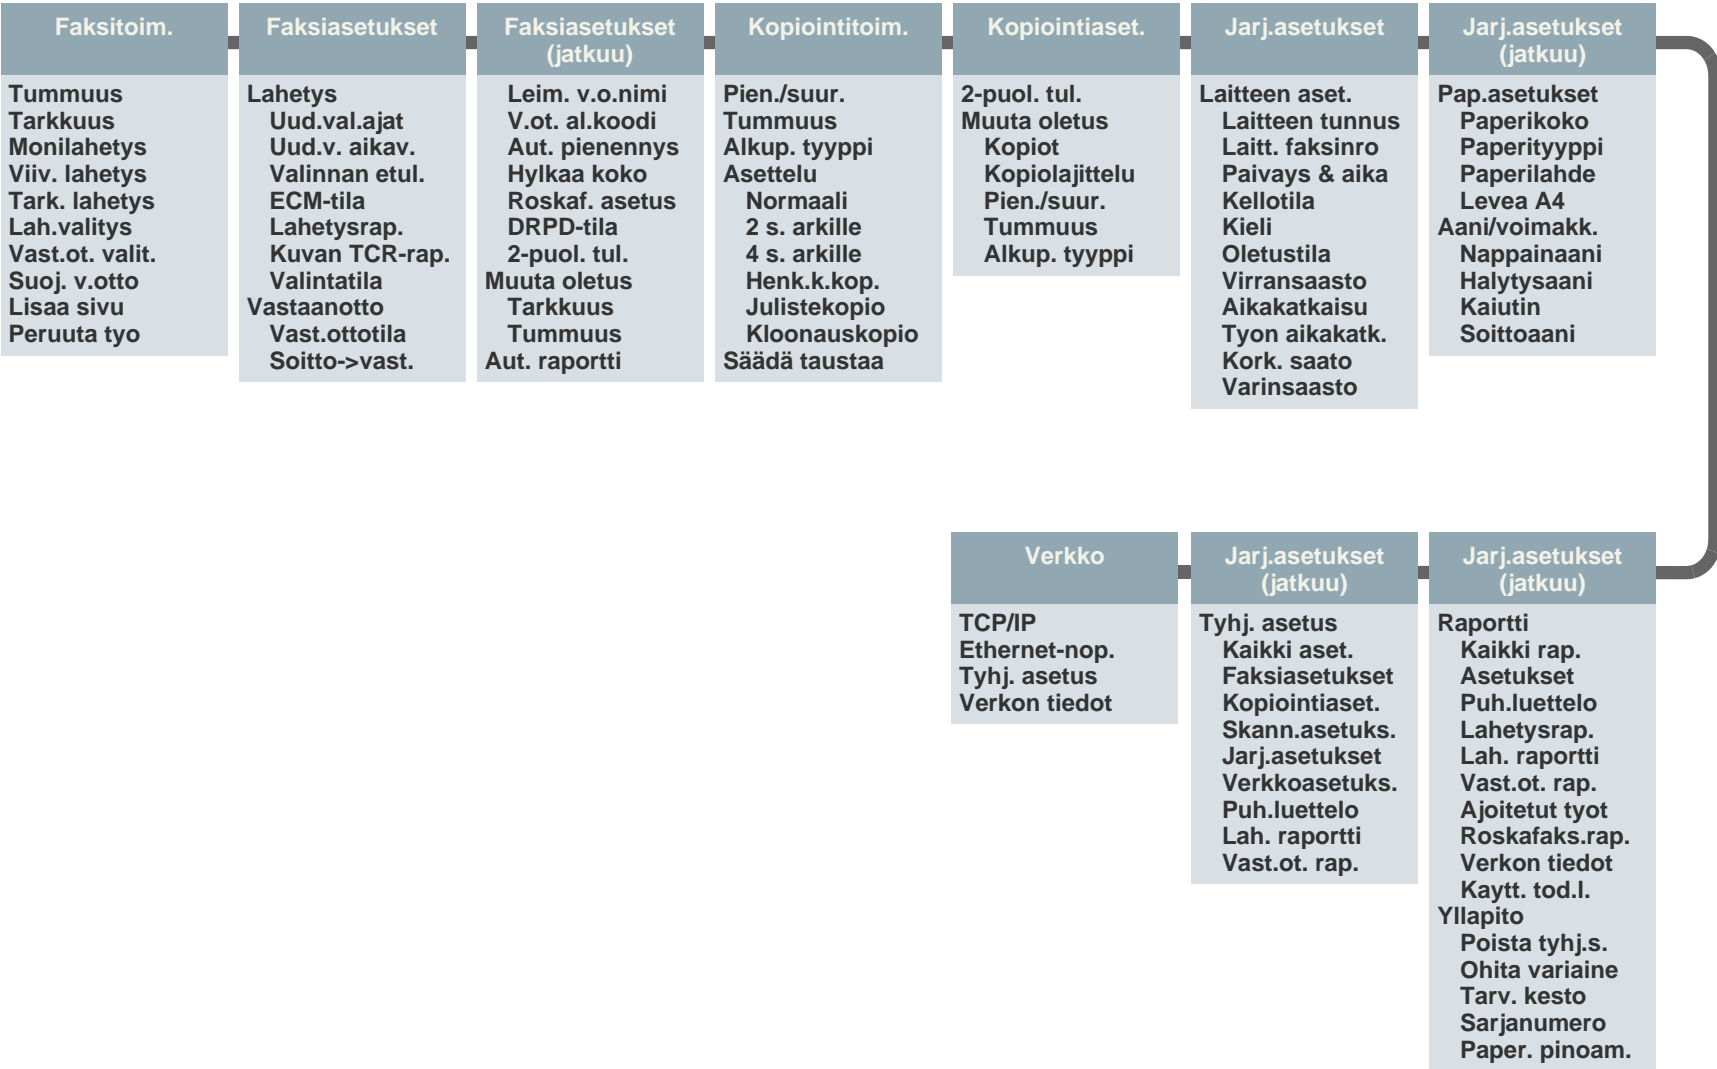 Faksitoim.
Tummuus
Tarkkuus
Monilahetys
Viiv. lahetys
Tark. lahetys
Lah.valitys
Vast.ot. valit.
Suoj. v.otto
Lisaa sivu
Peruuta tyo
Faksiasetukset
Lahetys
Uud.val.ajat
Uud.v. aikav.
Valinnan etul.
ECM-tila
Lahetysrap.
Kuvan TCR-rap.
Valintatila
Vastaanotto
Vast.ottotila
Soitto->vast.
Faksiasetukset
(jatkuu)
Leim. v.o.nimi
V.ot. al.koodi
Aut. pienennys
Hylkaa koko
Roskaf. asetus
DRPD-tila
2-puol. tul.
Muuta oletus
Tarkkuus
Tummuus
Aut. raportti
Kopiointitoim.
Pien./suur.
Tummuus
Alkup. tyyppi
Asettelu
Normaali
2 s. arkille
4 s. arkille
Henk.k.kop.
Julistekopio
Kloonauskopio
Säädä taustaa
Kopiointiaset.
2-puol. tul.
Muuta oletus
Kopiot
Kopiolajittelu
Pien./suur.
Tummuus
Alkup. tyyppi
Jarj.asetukset
Laitteen aset.
Laitteen tunnus
Laitt. faksinro
Paivays & aika
Kellotila
Kieli
Oletustila
Virransaasto
Aikakatkaisu
Tyon aikakatk.
Kork. saato
Varinsaasto
Jarj.asetukset
(jatkuu)
Pap.asetukset
Paperikoko
Paperityyppi
Paperilahde
Levea A4
Aani/voimakk.
Nappainaani
Halytysaani
Kaiutin
Soittoaani
Verkko
TCP/IP
Ethernet-nop.
Tyhj. asetus
Verkon tiedot
Jarj.asetukset
(jatkuu)
Tyhj. asetus
Kaikki aset.
Faksiasetukset
Kopiointiaset.
Skann.asetuks.
Jarj.asetukset
Verkkoasetuks.
Puh.luettelo
Lah. raportti
Vast.ot. rap.
Jarj.asetukset
(jatkuu)
Raportti
Kaikki rap.
Asetukset
Puh.luettelo
Lahetysrap.
Lah. raportti
Vast.ot. rap.
Ajoitetut tyot
Roskafaks.rap.
Verkon tiedot
Kaytt. tod.l.
Yllapito
Poista tyhj.s.
Ohita variaine
Tarv. kesto
Sarjanumero
Paper. pinoam.